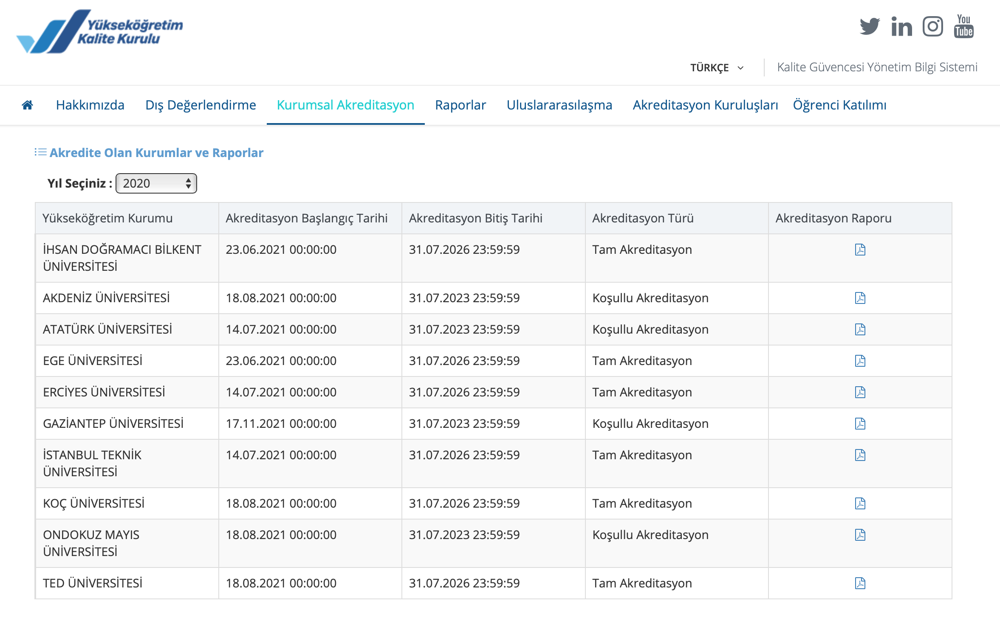 Yükseköğretim
Kalite Kurulu
You
Tube
TÜRKÇE
Kalite Güvencesi Yönetim Bilgi Sistemi
Hakkımızda Dış Değerlendirme Kurumsal Akreditasyon Raporlar Uluslararasılaşma Akreditasyon Kuruluşları Öğrenci Katılımı
Akredite Olan Kurumlar ve Raporlar
Yıl Seçiniz : 2020
Yükseköğretim Kurumu Akreditasyon Başlangıç Tarihi Akreditasyon Bitiş Tarihi Akreditasyon Türü Akreditasyon Raporu
İHSAN DOĞRAMACI BİLKENT 23.06.2021 00:00:00 31.07.2026 23:59:59 Tam Akreditasyon
ÜNİVERSİTESİ
AKDENİZ ÜNİVERSİTESİ 18.08.2021 00:00:00 31.07.2023 23:59:59 Koşullu Akreditasyon
ATATÜRK ÜNİVERSİTESİ 14.07.2021 00:00:00 31.07.2023 23:59:59 Koşullu Akreditasyon
EGE ÜNİVERSİTESİ 23.06.2021 00:00:00 31.07.2026 23:59:59 Tam Akreditasyon
ERCİYES ÜNİVERSİTESİ 14.07.2021 00:00:00 31.07.2026 23:59:59 Tam Akreditasyon
GAZİANTEP ÜNİVERSİTESİ 17.11.2021 00:00:00 31.07.2023 23:59:59 Koşullu Akreditasyon
İSTANBUL TEKNİK 14.07.2021 00:00:00 31.07.2026 23:59:59 Tam Akreditasyon
ÜNİVERSİTESİ
KOÇ ÜNİVERSİTESİ 18.08.2021 00:00:00 31.07.2026 23:59:59 Tam Akreditasyon
ONDOKUZ MAYIS 18.08.2021 00:00:00 31.07.2023 23:59:59 Koşullu Akreditasyon
ÜNİVERSİTESİ
TED ÜNİVERSİTESİ 18.08.2021 00:00:00 31.07.2026 23:59:59 Tam Akreditasyon